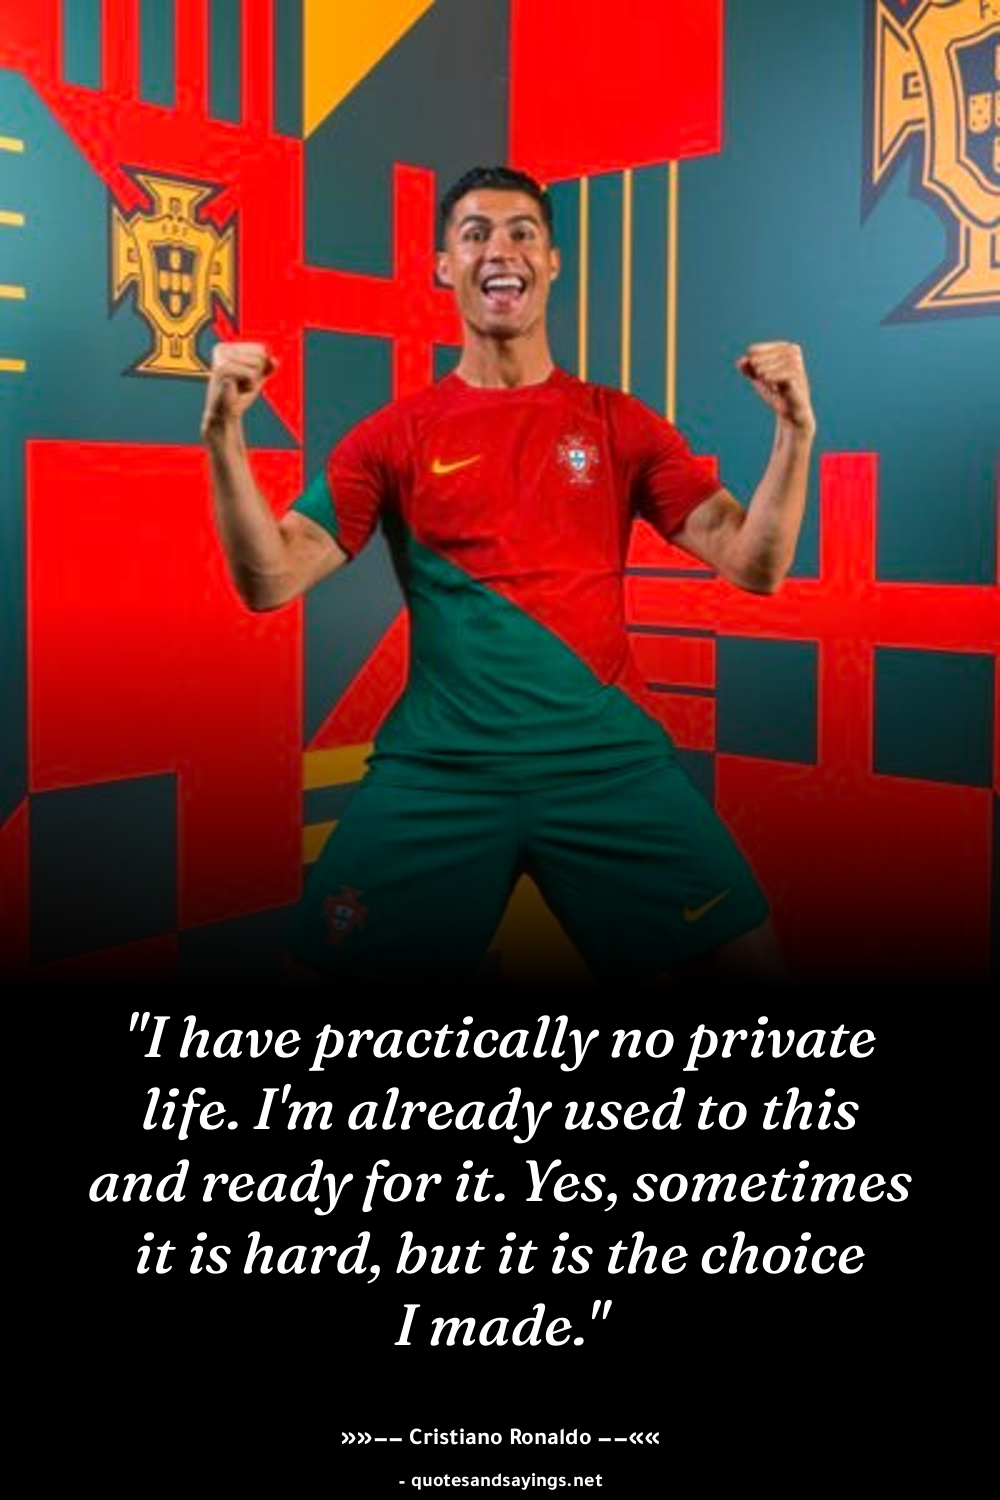 "I have practically no private
life. I'm already used to this
and ready for it. Yes, sometimes
it is hard, but it is the choice
I made."
»»−− Cristiano Ronaldo −−««
- quotesandsayings.net